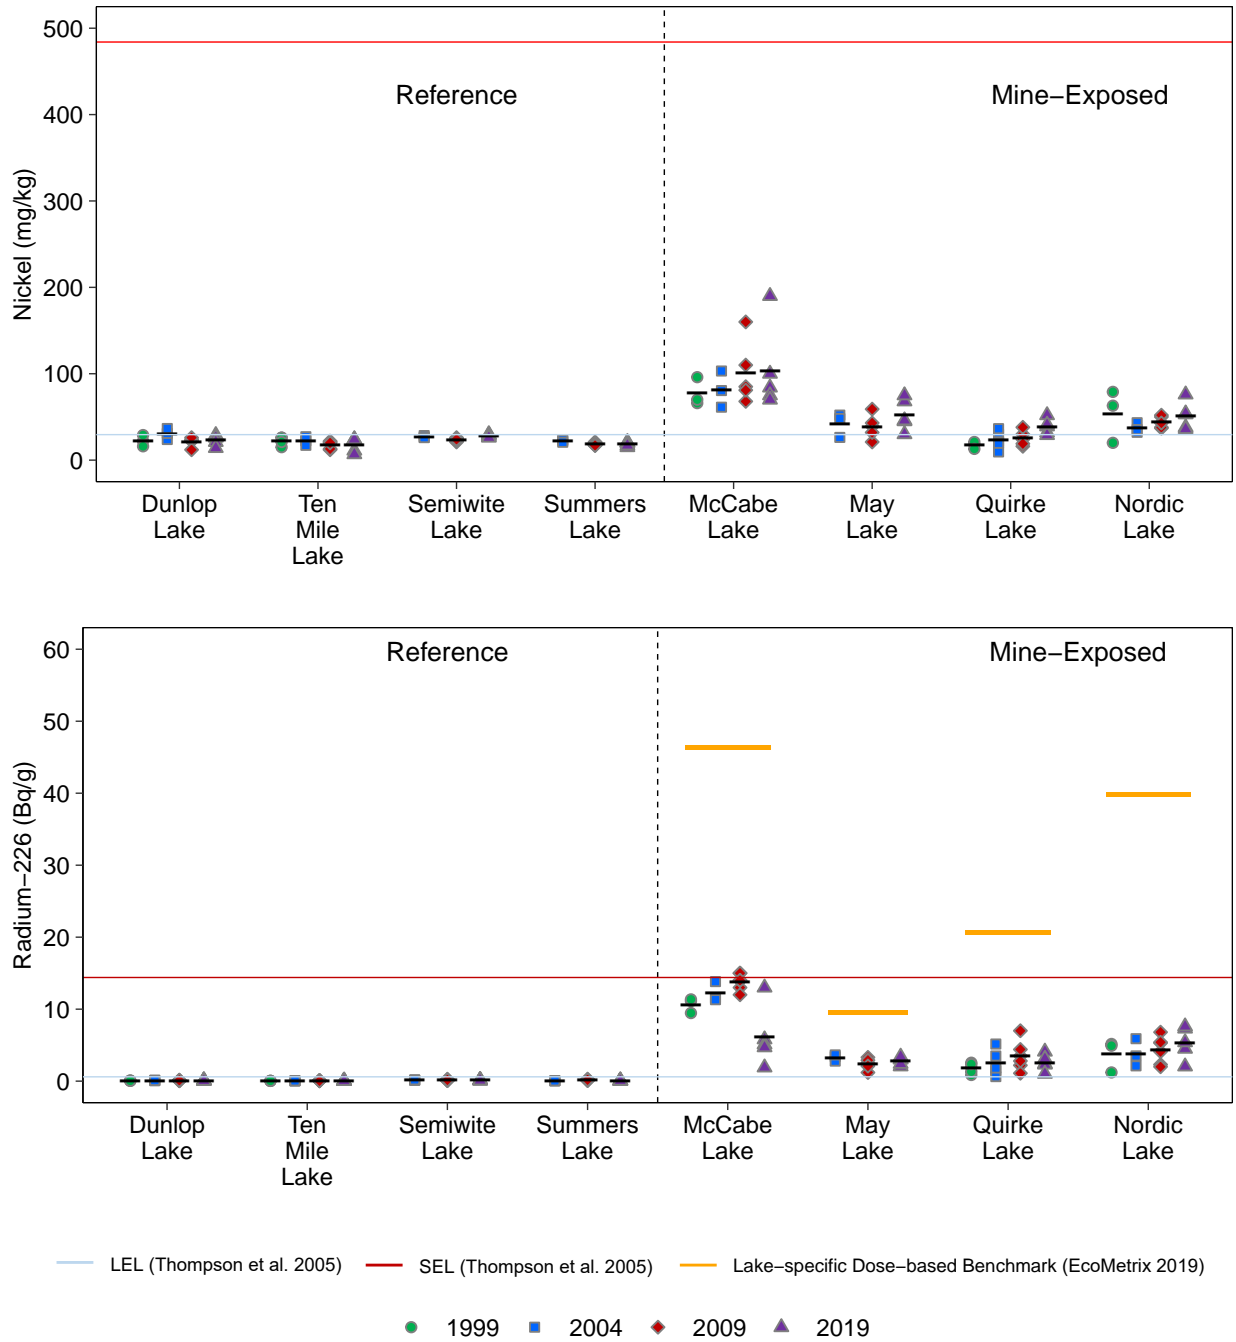 500
400
300
200
100
0
Nickel (mg/kg)
Reference
Mine−Exposed
Dunlop
Lake
Ten
Mile
Lake
Semiwite
Lake
Summers
Lake
McCabe
Lake
May
Lake
Quirke
Lake
Nordic
Lake
60
50
40
30
20
10
0
Radium−226 (Bq/g)
Reference
Mine−Exposed
Dunlop
Lake
Ten
Mile
Lake
Semiwite
Lake
Summers
Lake
McCabe
Lake
May
Lake
Quirke
Lake
Nordic
Lake
LEL (Thompson et al. 2005) SEL (Thompson et al. 2005) Lake−specific Dose−based Benchmark (EcoMetrix 2019)
1999 2004 2009 2019